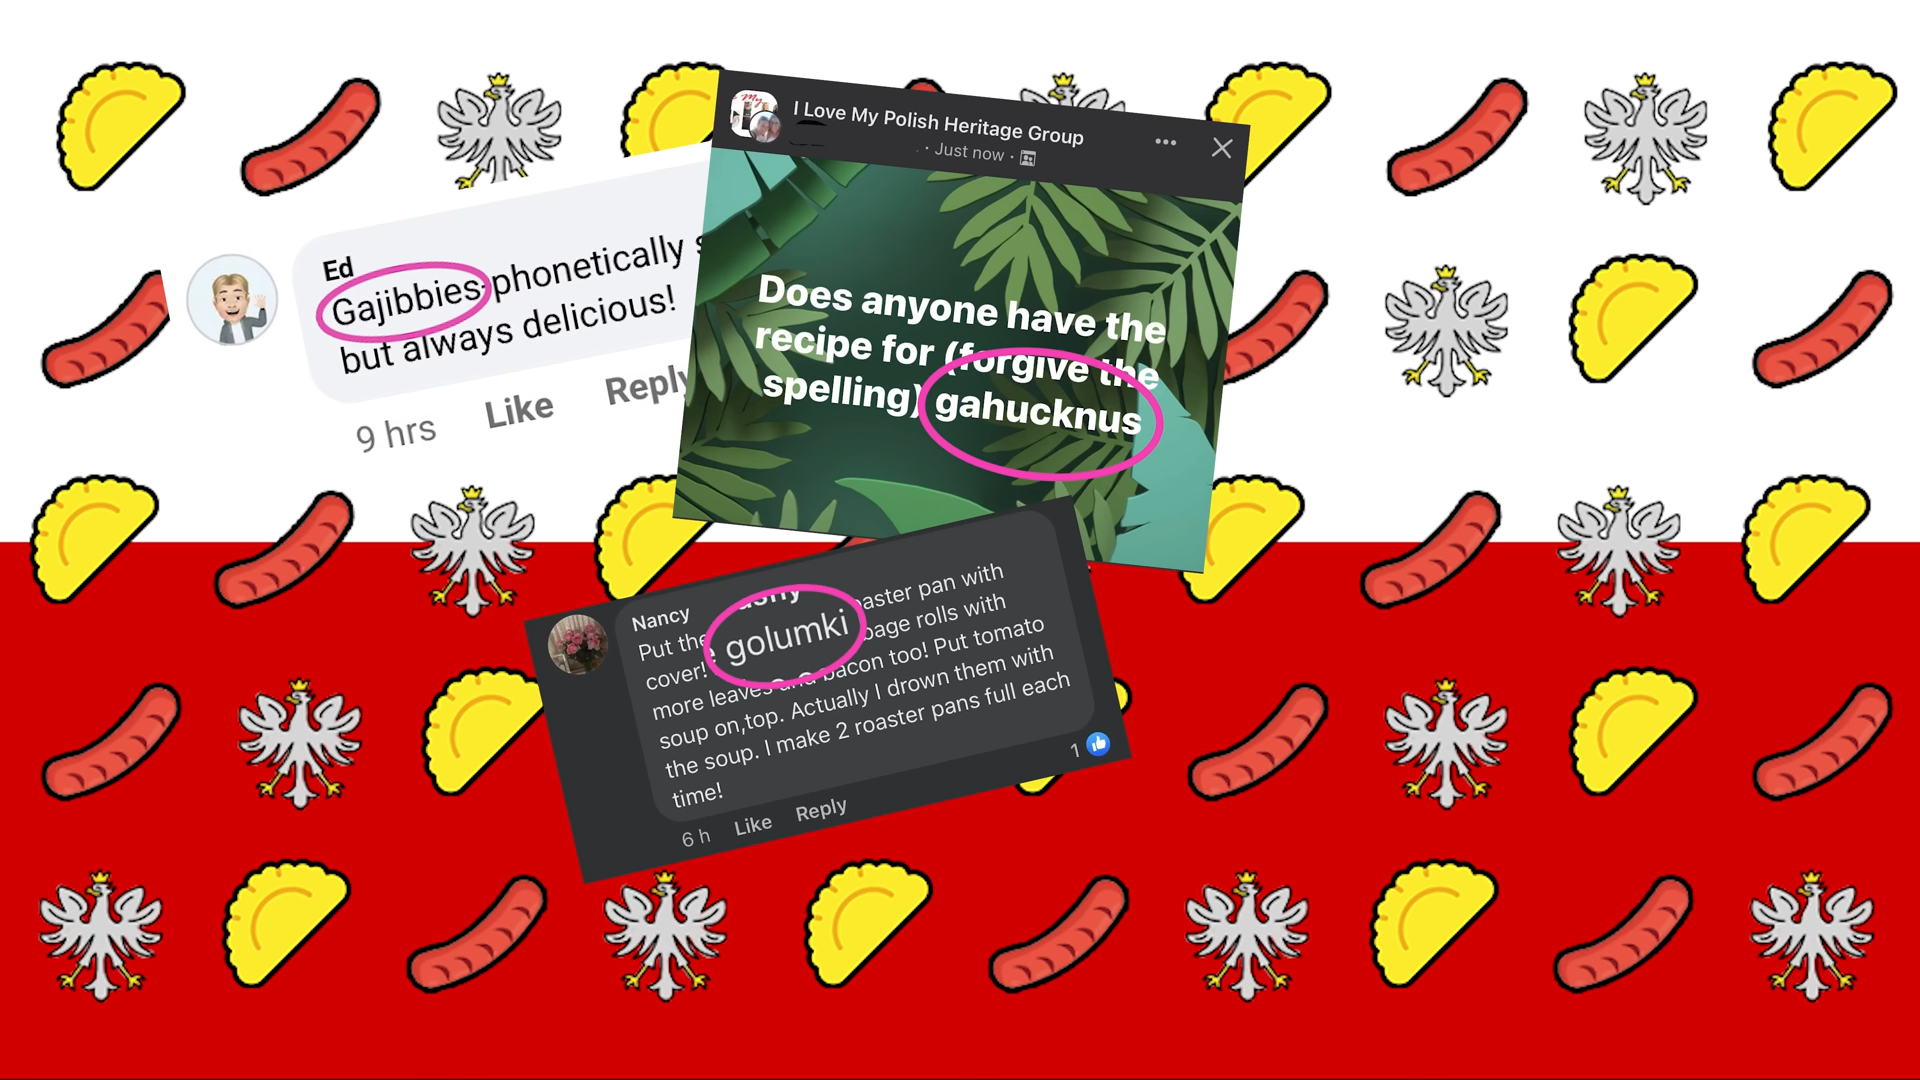 Ed
Gajibbies-phonetically
but always delicious!
9 hrs Like Reply
My
I Love My Polish Heritage Group
· Just now ·
Does anyone have the
recipe for (forgive the
spelling) gahucknus
Nancy
Put the golumki roaster pan with
cover! rolls with
more leaves and bacon too! Put tomato
soup on,top. Actually I drown them with
the soup. I make 2 roaster pans full each
time!
1
6 h Like Reply